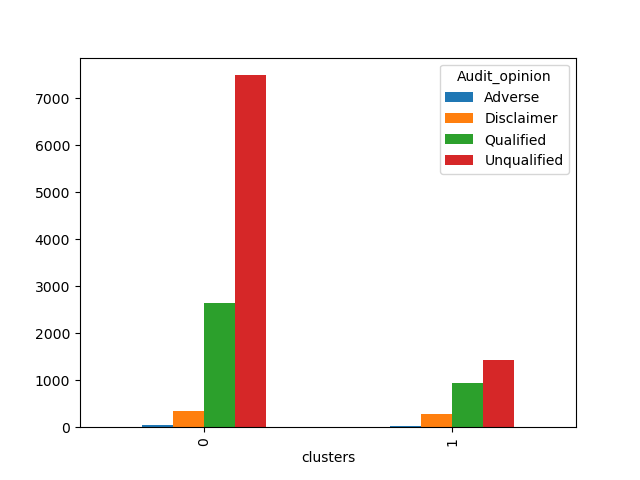 Audit_opinion
Adverse
Disclaimer
Qualified
Unqualified
7000
6000
5000
4000
3000
2000
1000
0
0
1
clusters